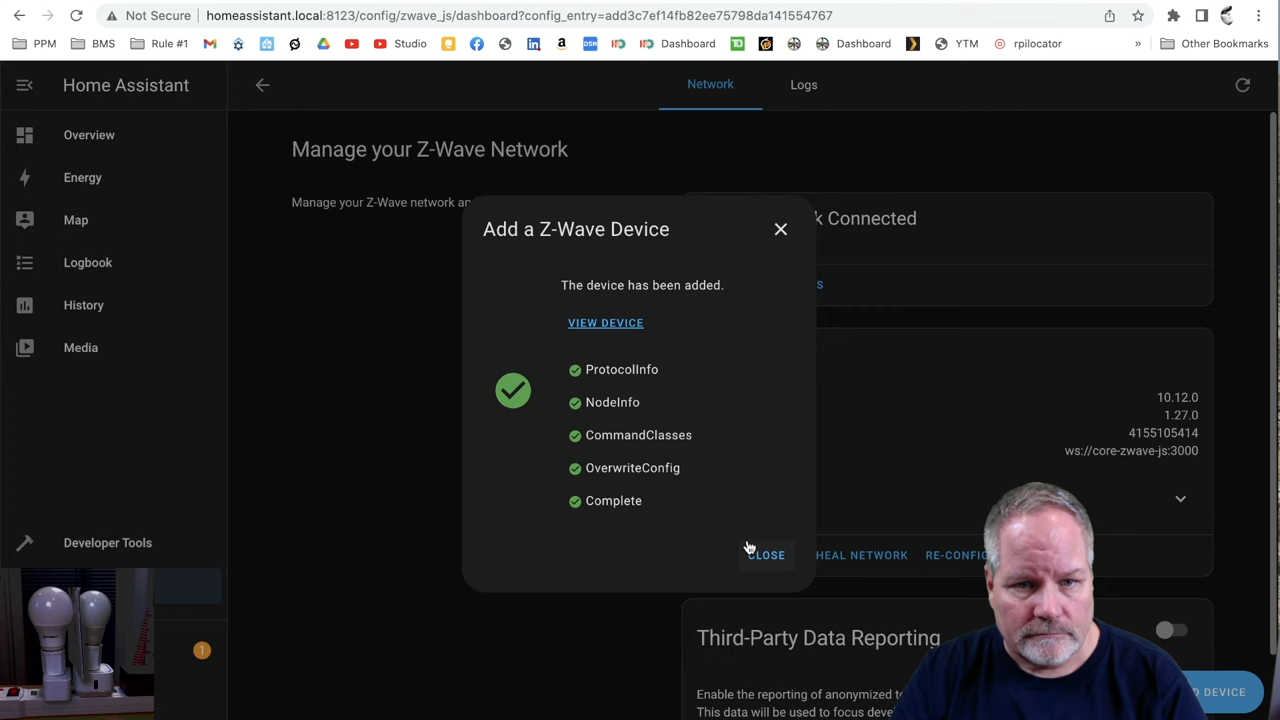 Not Secure
homeassistant.local:8123/config/zwave_js/dashboard?config_entry=add3c7ef14fb82ee75798da141554767
PPM
BMS
Rule #1
Studio
Dashboard
Dashboard
YTM
rpilocator
»
Other Bookmarks
Home Assistant
Network
Logs
Overview
Energy
Map
Logbook
History
Media
Developer Tools
1
Manage your Z-Wave Network
Manage your Z-Wave network an
k Connected
S
Add a Z-Wave Device
The device has been added.
VIEW DEVICE
ProtocolInfo
NodeInfo
CommandClasses
OverwriteConfig
Complete
CLOSE
10.12.0
1.27.0
4155105414
ws://core-zwave-js:3000
HEAL NETWORK
RE-CONFIG
Third-Party Data Reporting
Enable the reporting of anonymized te
This data will be used to focus devel
D DEVICE